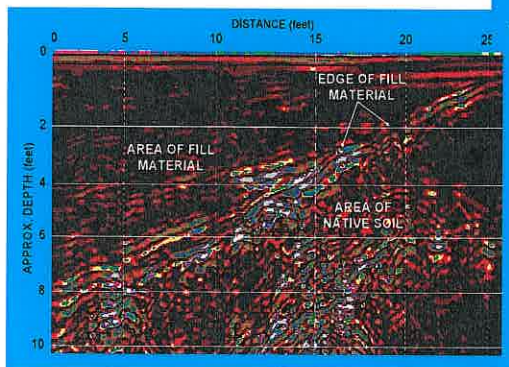 DISTANCE (feet)
0 5 10 15 20 25
APPROX. DEPTH (feet)
0
2
4
6
8
10
EDGE OF FILL
MATERIAL
AREA OF FILL
MATERIAL
AREA OF
NATIVE SOIL